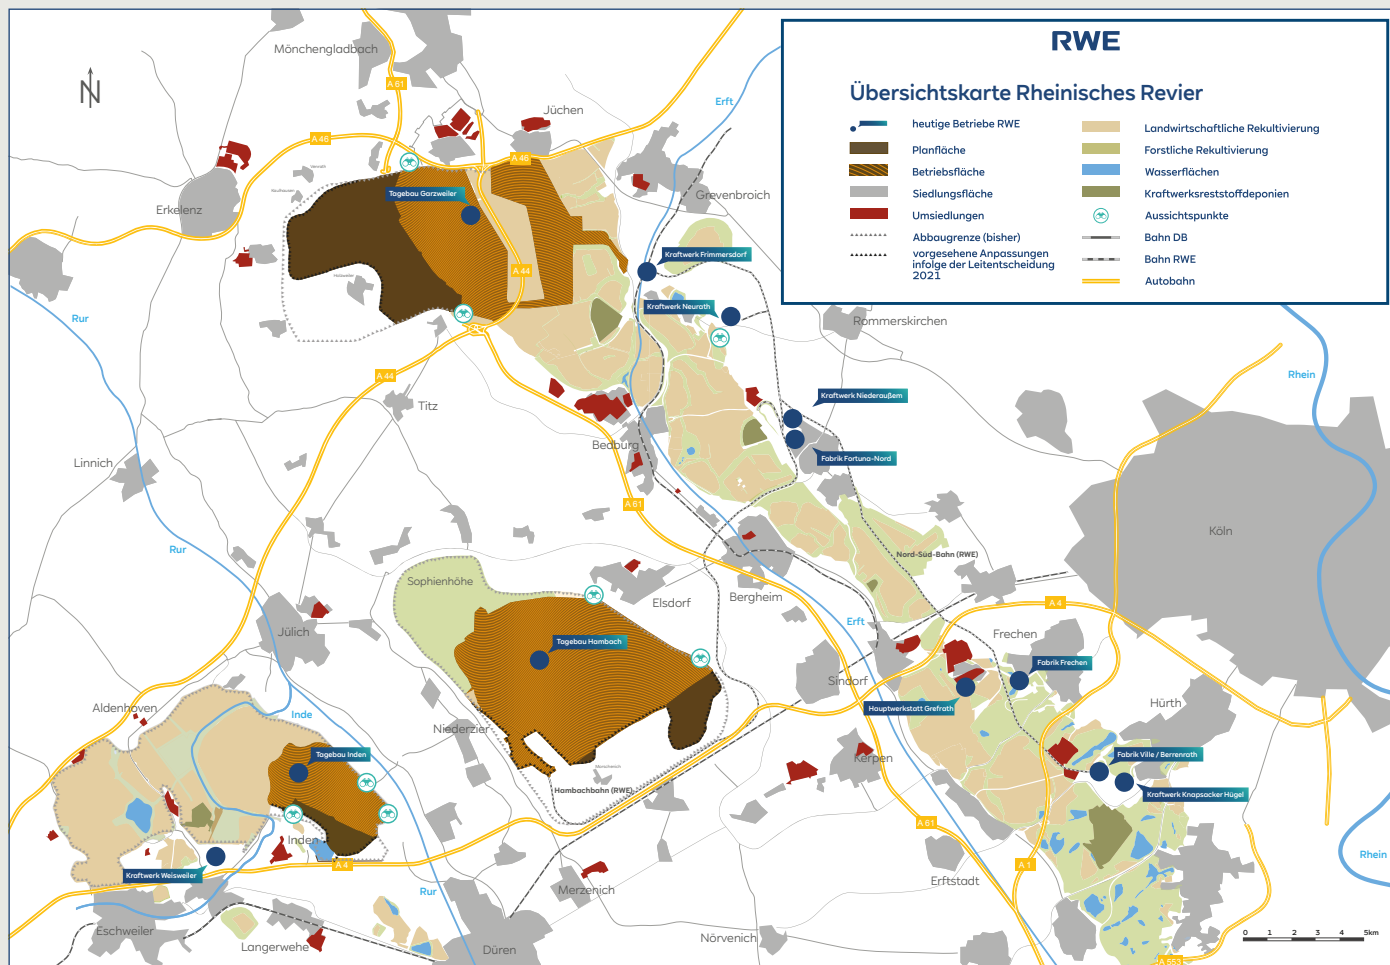 RWE
Übersichtskarte Rheinisches Revier
heutige Betriebe RWE
Planfläche
Betriebsfläche
Siedlungsfläche
Umsiedlungen
Abbaugrenze (bisher)
vorgesehene Anpassungen
infolge der Leitentscheidung
2021
Landwirtschaftliche Rekultivierung
Forstliche Rekultivierung
Wasserflächen
Kraftwerksreststoffdeponien
Aussichtspunkte
Bahn DB
Bahn RWE
Autobahn
N
Mönchengladbach
A 61
Jüchen
Erft
A 46
A 46
Grevenbroich
Erkelenz
Tagebau Garzweiler
Kraftwerk Frimmersdorf
A 44
Kraftwerk Neurath
Rommerskirchen
Rur
Rhein
A 44
Titz
Kraftwerk Niederaußem
Bedburg
Fabrik Fortuna-Nord
Linnich
A 61
Köln
Rur
Nord-Süd-Bahn (RWE)
Sophienhöhe
Elsdorf
Bergheim
A 4
Erft
Jülich
Frechen
Tagebau Hambach
Fabrik Frechen
Sindorf
Hauptwerkstatt Grefrath
Hürth
Aldenhoven
Inde
Niederzier
Tagebau Inden
Kerpen
Fabrik Ville / Berrenrath
Hambachbahn (RWE)
Kraftwerk Knapsacker Hügel
A 61
Inden
A 4
A 1
Rhein
Kraftwerk Weisweiler
Erftstadt
Rur
Merzenich
Eschweiler
Langerwehe
Düren
Nörvenich
0 1 2 3 4 5km
A 553